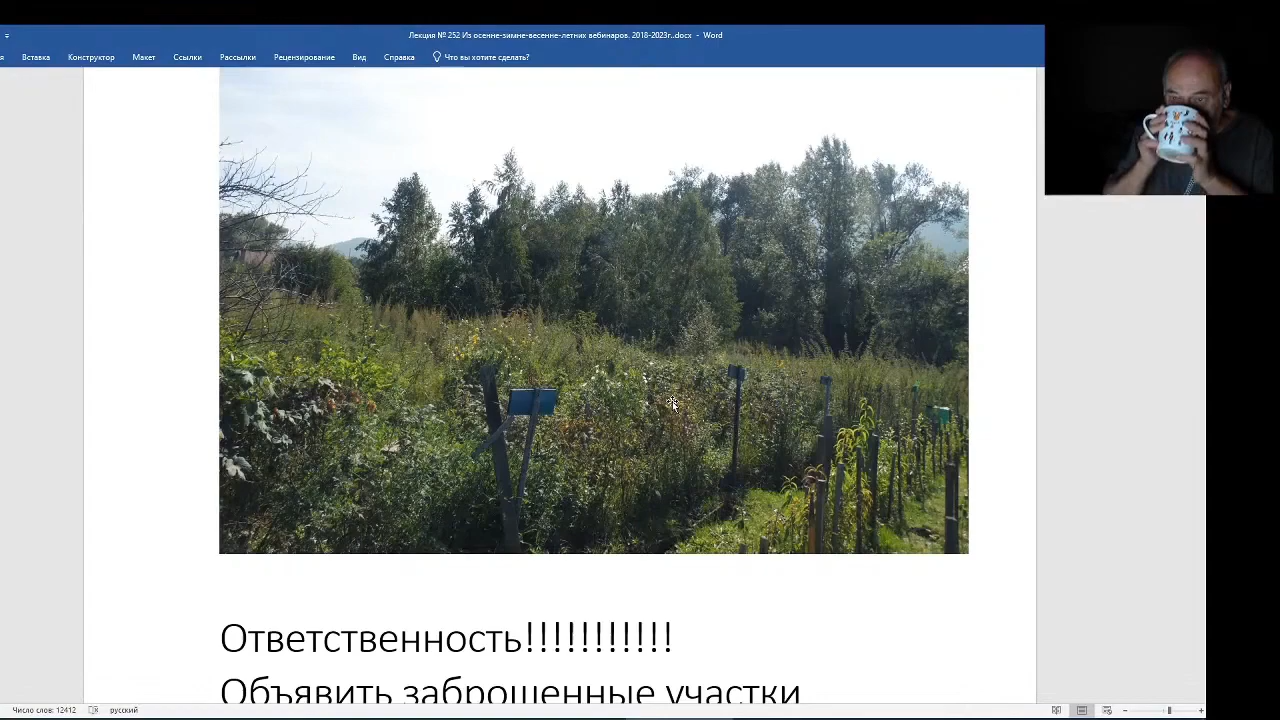 Лекция № 252 Из осенне-зимне-весенне-летних вебинаров. 2018-2023г..docx - Word
я Вставка Конструктор Макет Ссылки Рассылки Рецензирование Вид Справка Что вы хотите сделать?
Ответственность!!!!!!!!!!!
Объявить заброшенные участки
Число слов: 12412 русский